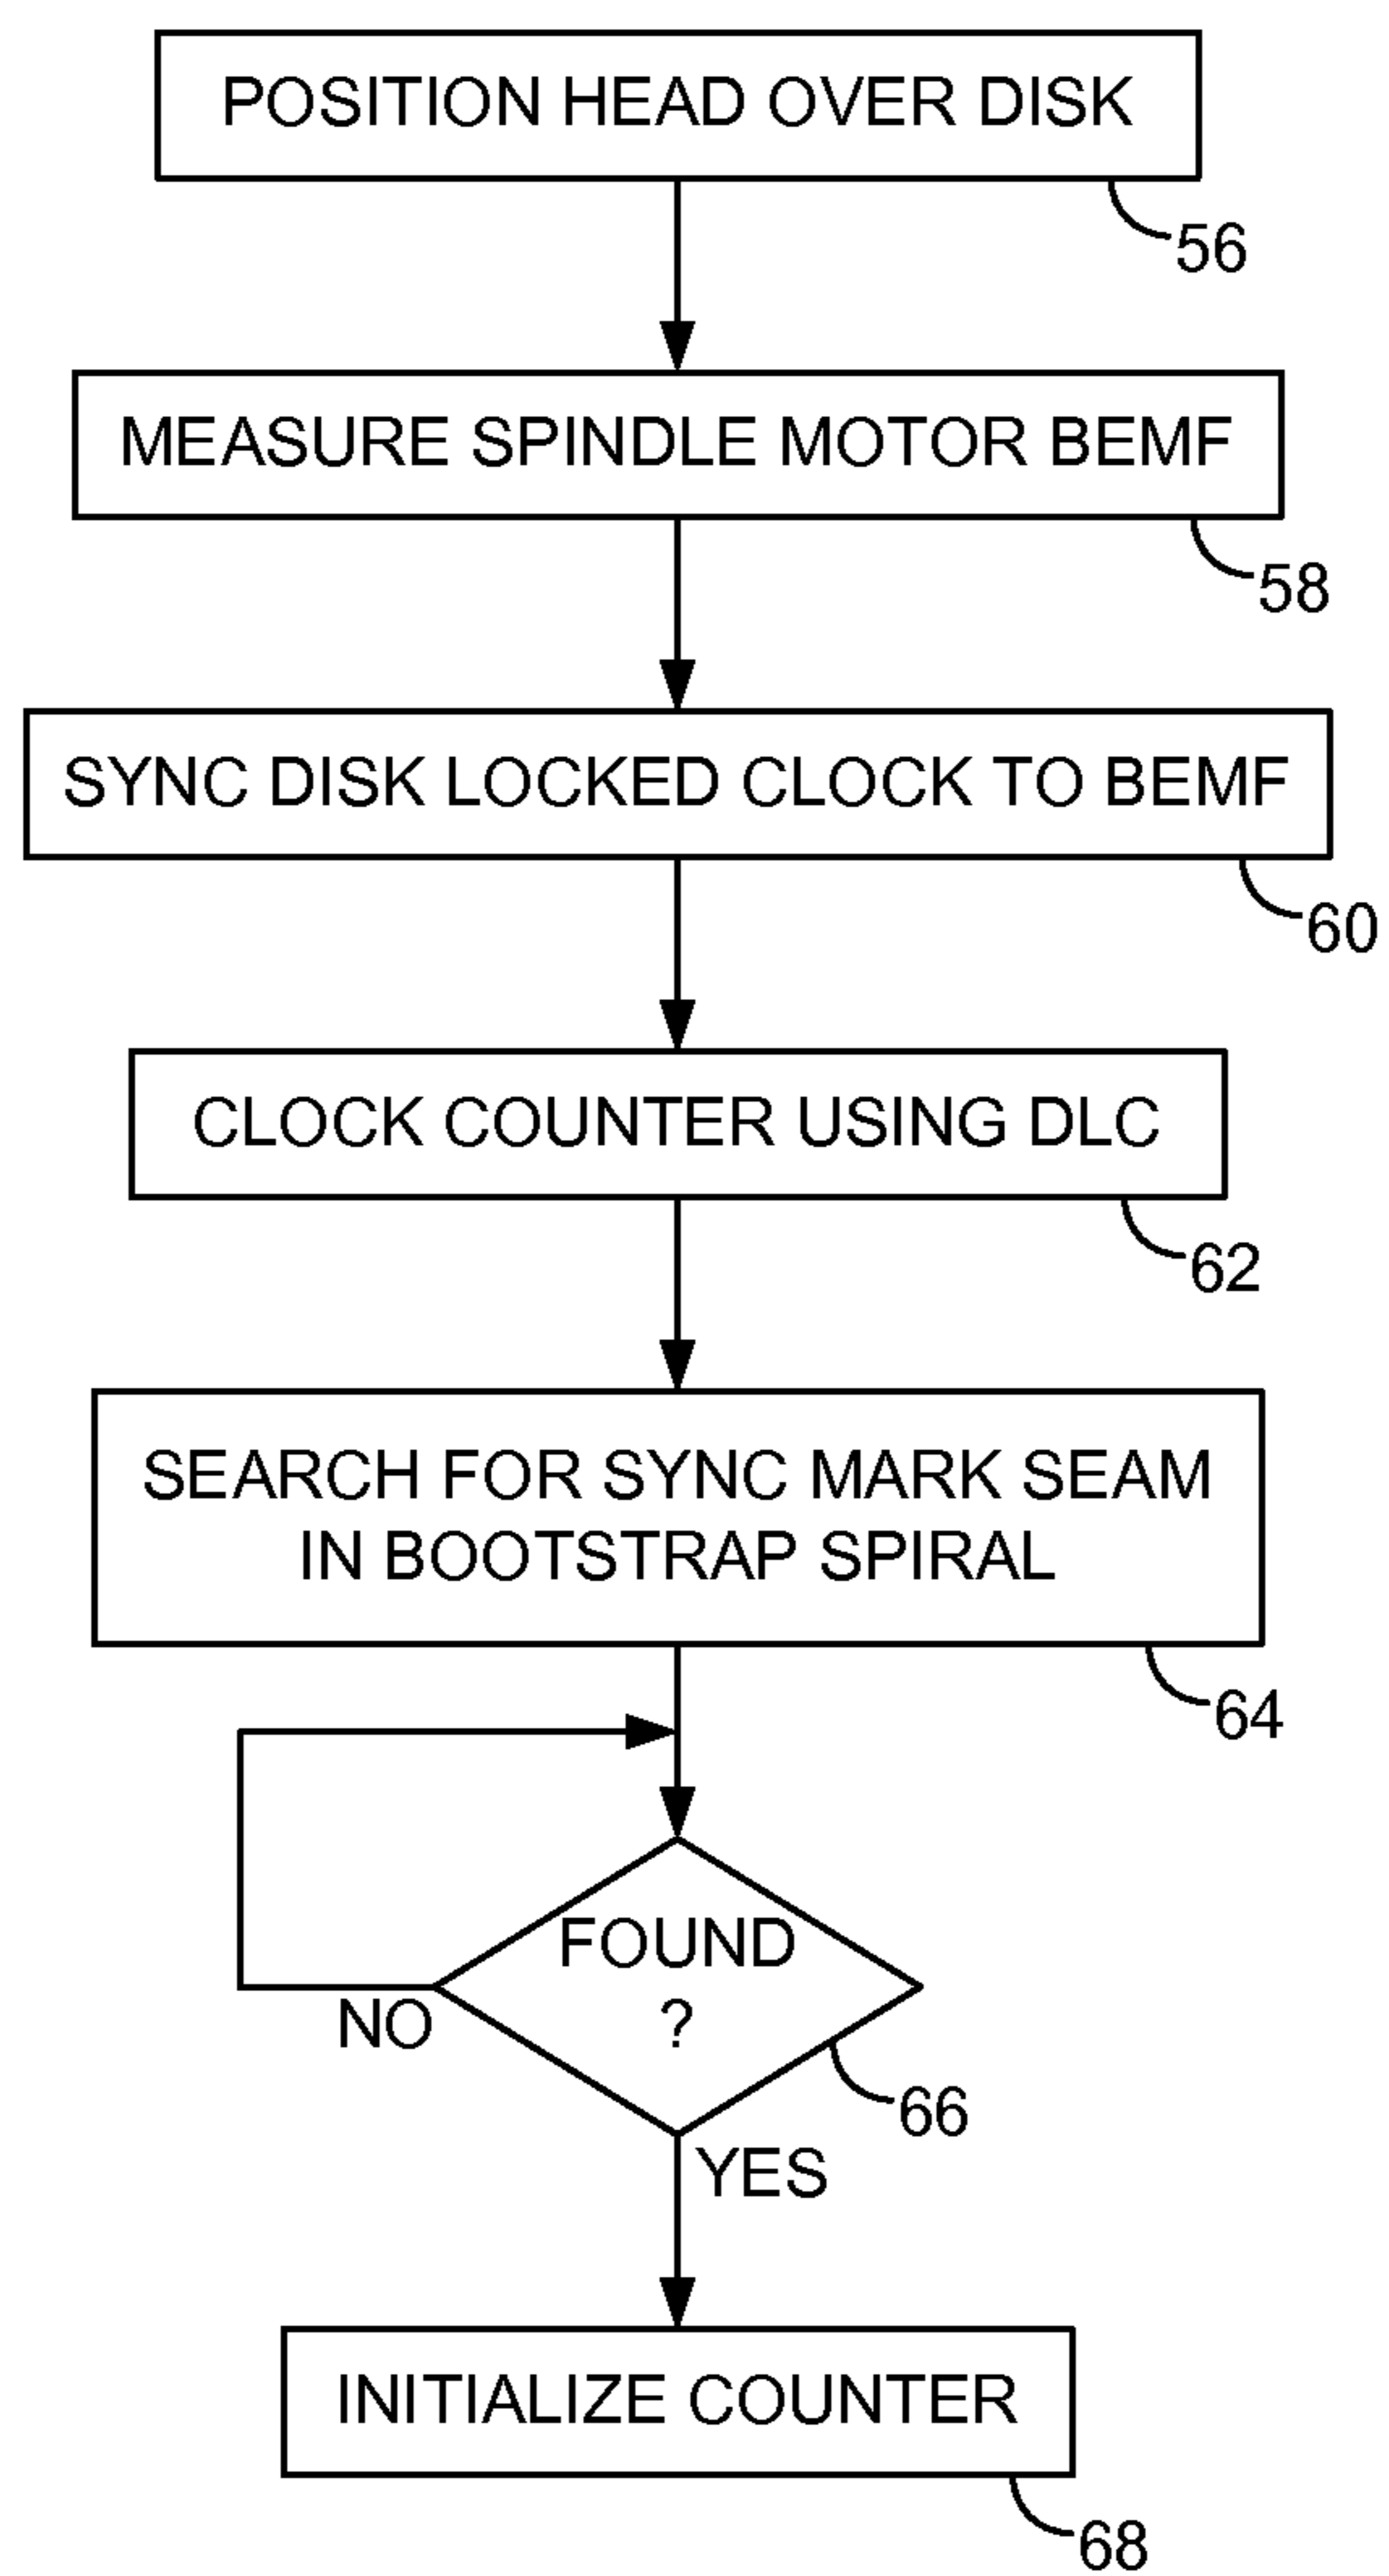 POSITION HEAD OVER DISK
56
MEASURE SPINDLE MOTOR BEMF
58
SYNC DISK LOCKED CLOCK TO BEMF
60
CLOCK COUNTER USING DLC
62
SEARCH FOR SYNC MARK SEAM
IN BOOTSTRAP SPIRAL
64
FOUND
?
NO
66
YES
INITIALIZE COUNTER
68